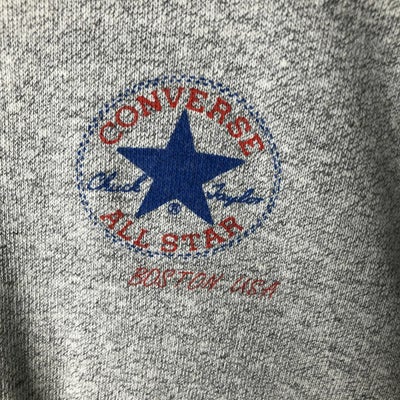 CONVERSE
Chuck Taylor
®
ALL STAR
BOSTON USA